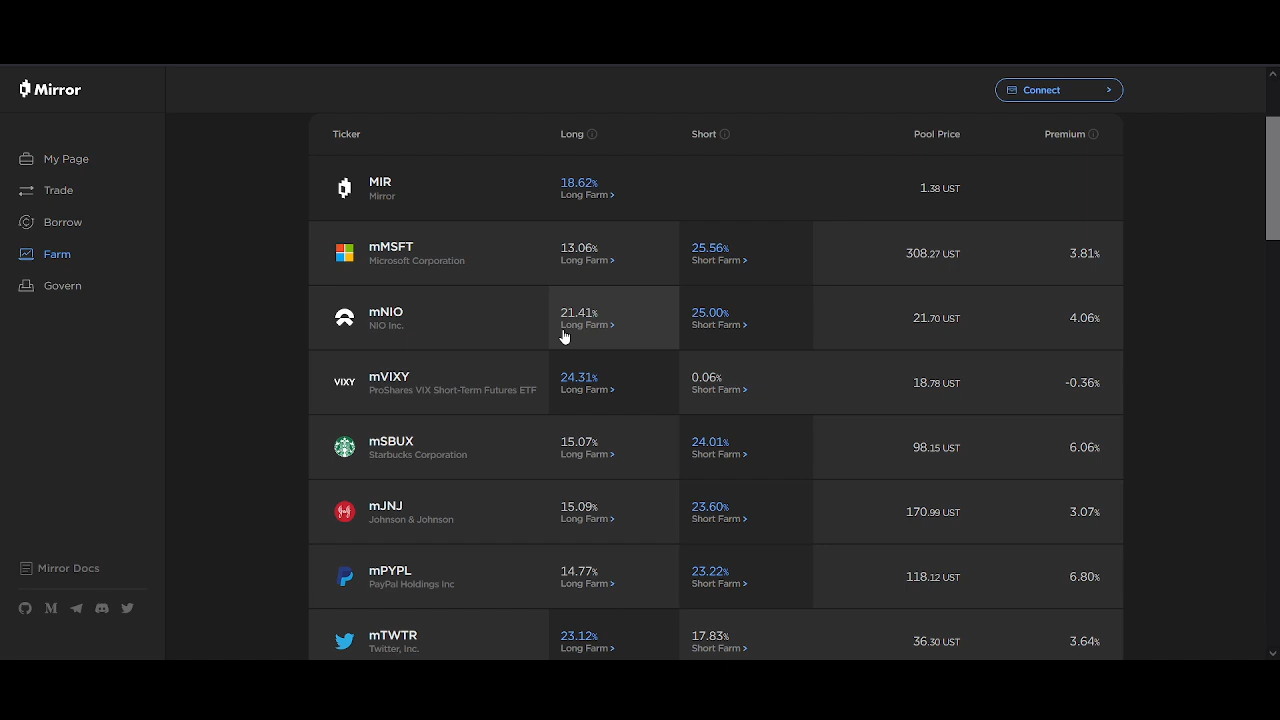 Mirror
Connect >
My Page
Trade
Borrow
Farm
Govern
Mirror Docs
Ticker Long Short Pool Price Premium
MIR 18.62% 1.38 UST
Mirror Long Farm >
mMSFT 13.06% 25.56% 308.27 UST 3.81%
Microsoft Corporation Long Farm > Short Farm >
mNIO 21.41% 25.00% 21.70 UST 4.06%
NIO Inc. Long Farm > Short Farm >
VIXY mVIXY 24.31% 0.06% 18.78 UST -0.36%
ProShares VIX Short-Term Futures ETF Long Farm > Short Farm >
mSBUX 15.07% 24.01% 98.15 UST 6.06%
Starbucks Corporation Long Farm > Short Farm >
mJNJ 15.09% 23.60% 170.99 UST 3.07%
Johnson & Johnson Long Farm > Short Farm >
mPYPL 14.77% 23.22% 118.12 UST 6.80%
PayPal Holdings Inc Long Farm > Short Farm >
mTWTR 23.12% 17.83% 36.30 UST 3.64%
Twitter, Inc. Long Farm > Short Farm >